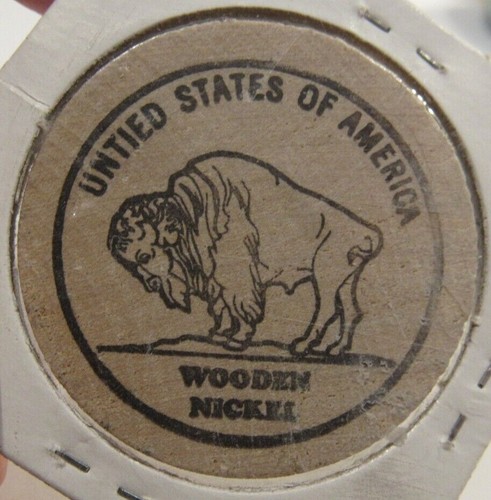 UNTIED STATES OF AMERICA
WOODEN
NICKEL